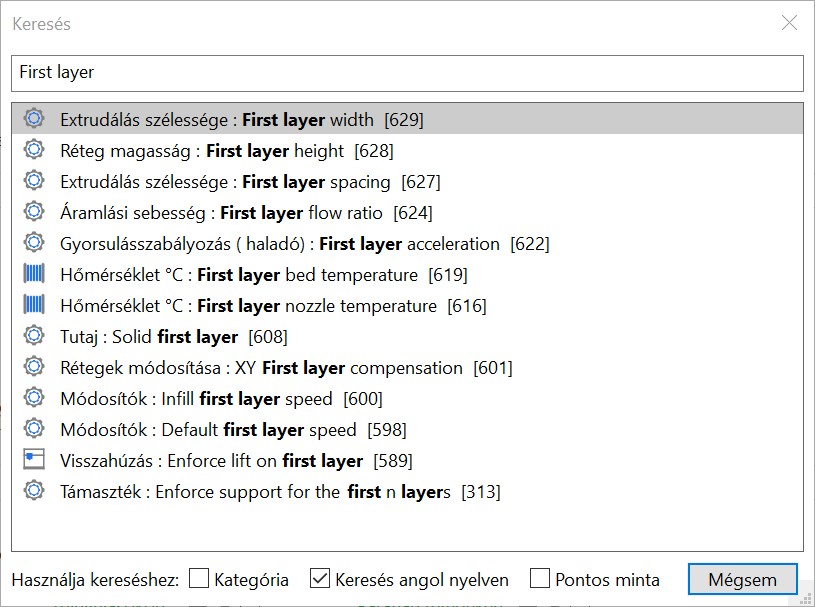 Keresés
First layer
Extrudálás szélessége : First layer width [629]
Réteg magasság : First layer height [628]
Extrudálás szélessége : First layer spacing [627]
Áramlási sebesség : First layer flow ratio [624]
Gyorsulásszabályozás ( haladó) : First layer acceleration [622]
Hőmérséklet °C : First layer bed temperature [619]
Hőmérséklet °C : First layer nozzle temperature [616]
Tutaj : Solid first layer [608]
Rétegek módosítása : XY First layer compensation [601]
Módosítók : Infill first layer speed [600]
Módosítók : Default first layer speed [598]
Visszahúzás : Enforce lift on first layer [589]
Támaszték : Enforce support for the first n layers [313]
Használja kereséshez: Kategória Keresés angol nyelven Pontos minta Mégsem